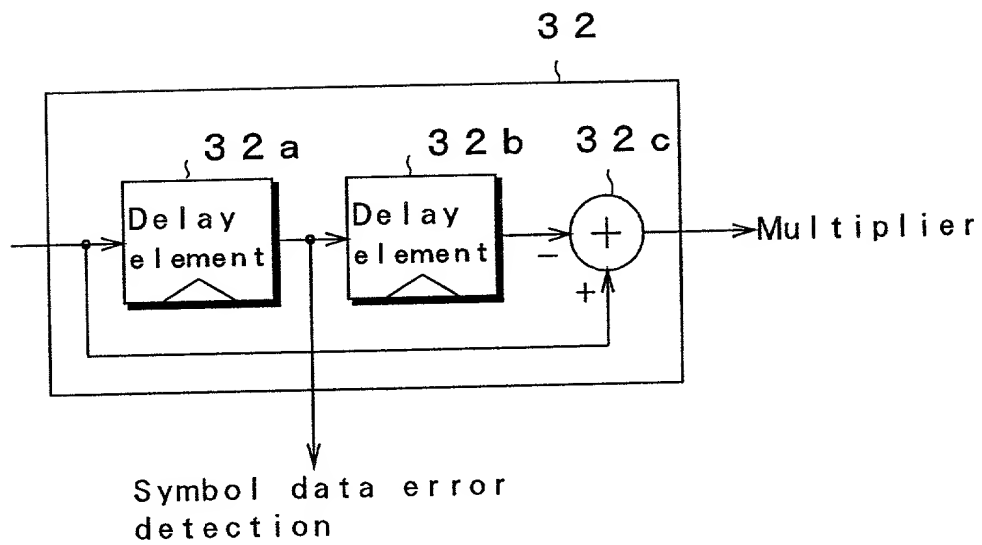 32
32a
32b
32c
Delay
element
Delay
element
−
+
+
Multiplier
Symbol data error
detection